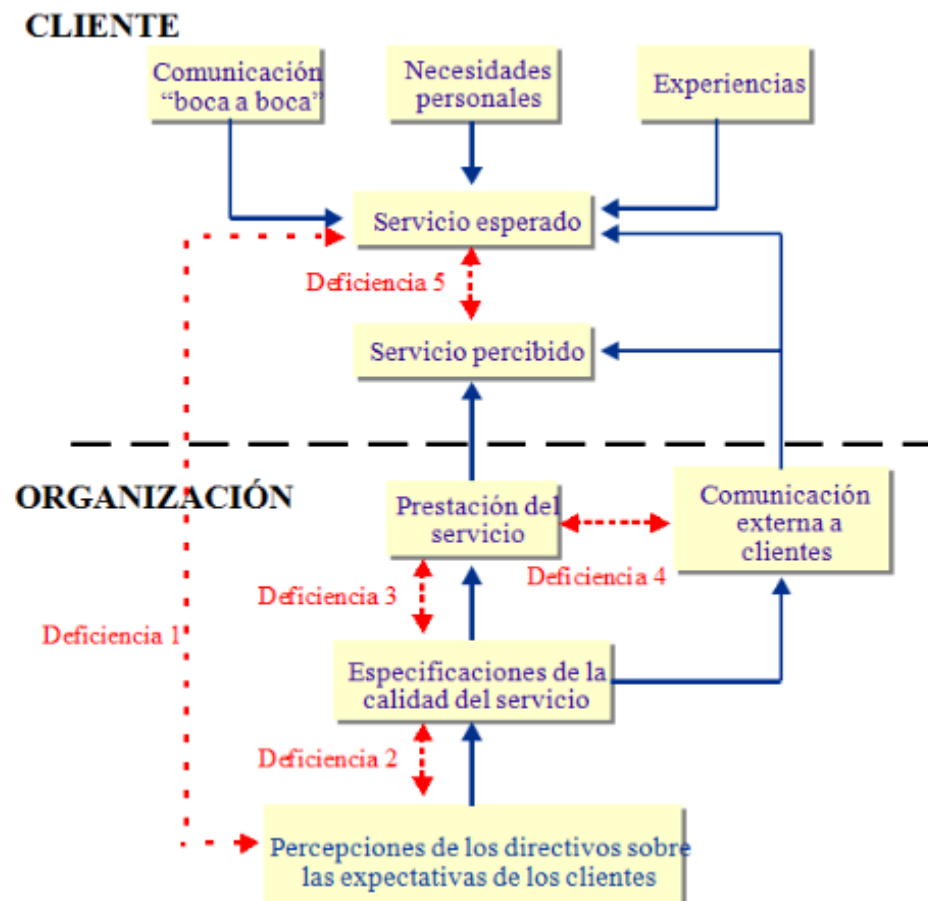 CLIENTE
Comunicación
“boca a boca”
Necesidades
personales
Experiencias
Servicio esperado
Deficiencia 5
Servicio percibido
ORGANIZACIÓN
Prestación del
servicio
Comunicación
externa a
clientes
Deficiencia 4
Deficiencia 3
Deficiencia 1
Especificaciones de la
calidad del servicio
Deficiencia 2
Percepciones de los directivos sobre
las expectativas de los clientes